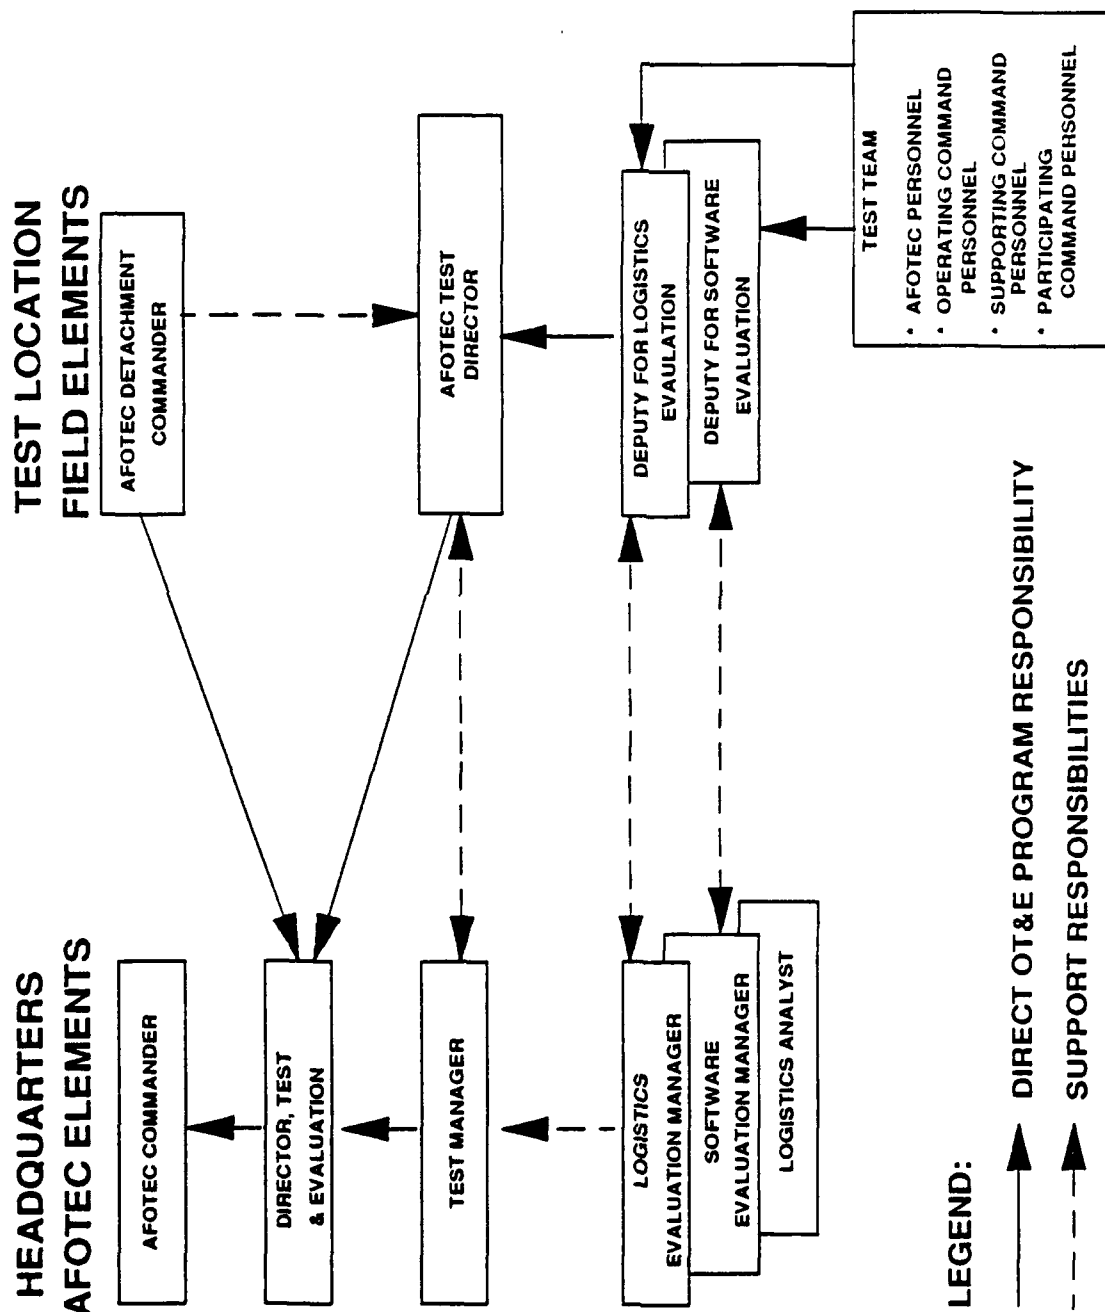 HEADQUARTERS
AFOTEC ELEMENTS
AFOTEC COMMANDER
DIRECTOR, TEST
& EVALUATION
TEST MANAGER
LOGISTICS
EVALUATION MANAGER
SOFTWARE
EVALUATION MANAGER
LOGISTICS ANALYST
TEST LOCATION
FIELD ELEMENTS
AFOTEC DETACHMENT
COMMANDER
AFOTEC TEST
DIRECTOR
DEPUTY FOR LOGISTICS
EVAULATION
DEPUTY FOR SOFTWARE
EVALUATION
TEST TEAM
* AFOTEC PERSONNEL
* OPERATING COMMAND
PERSONNEL
* SUPPORTING COMMAND
PERSONNEL
* PARTICIPATING
COMMAND PERSONNEL
LEGEND:
DIRECT OT&E PROGRAM RESPONSIBILITY
SUPPORT RESPONSIBILITIES